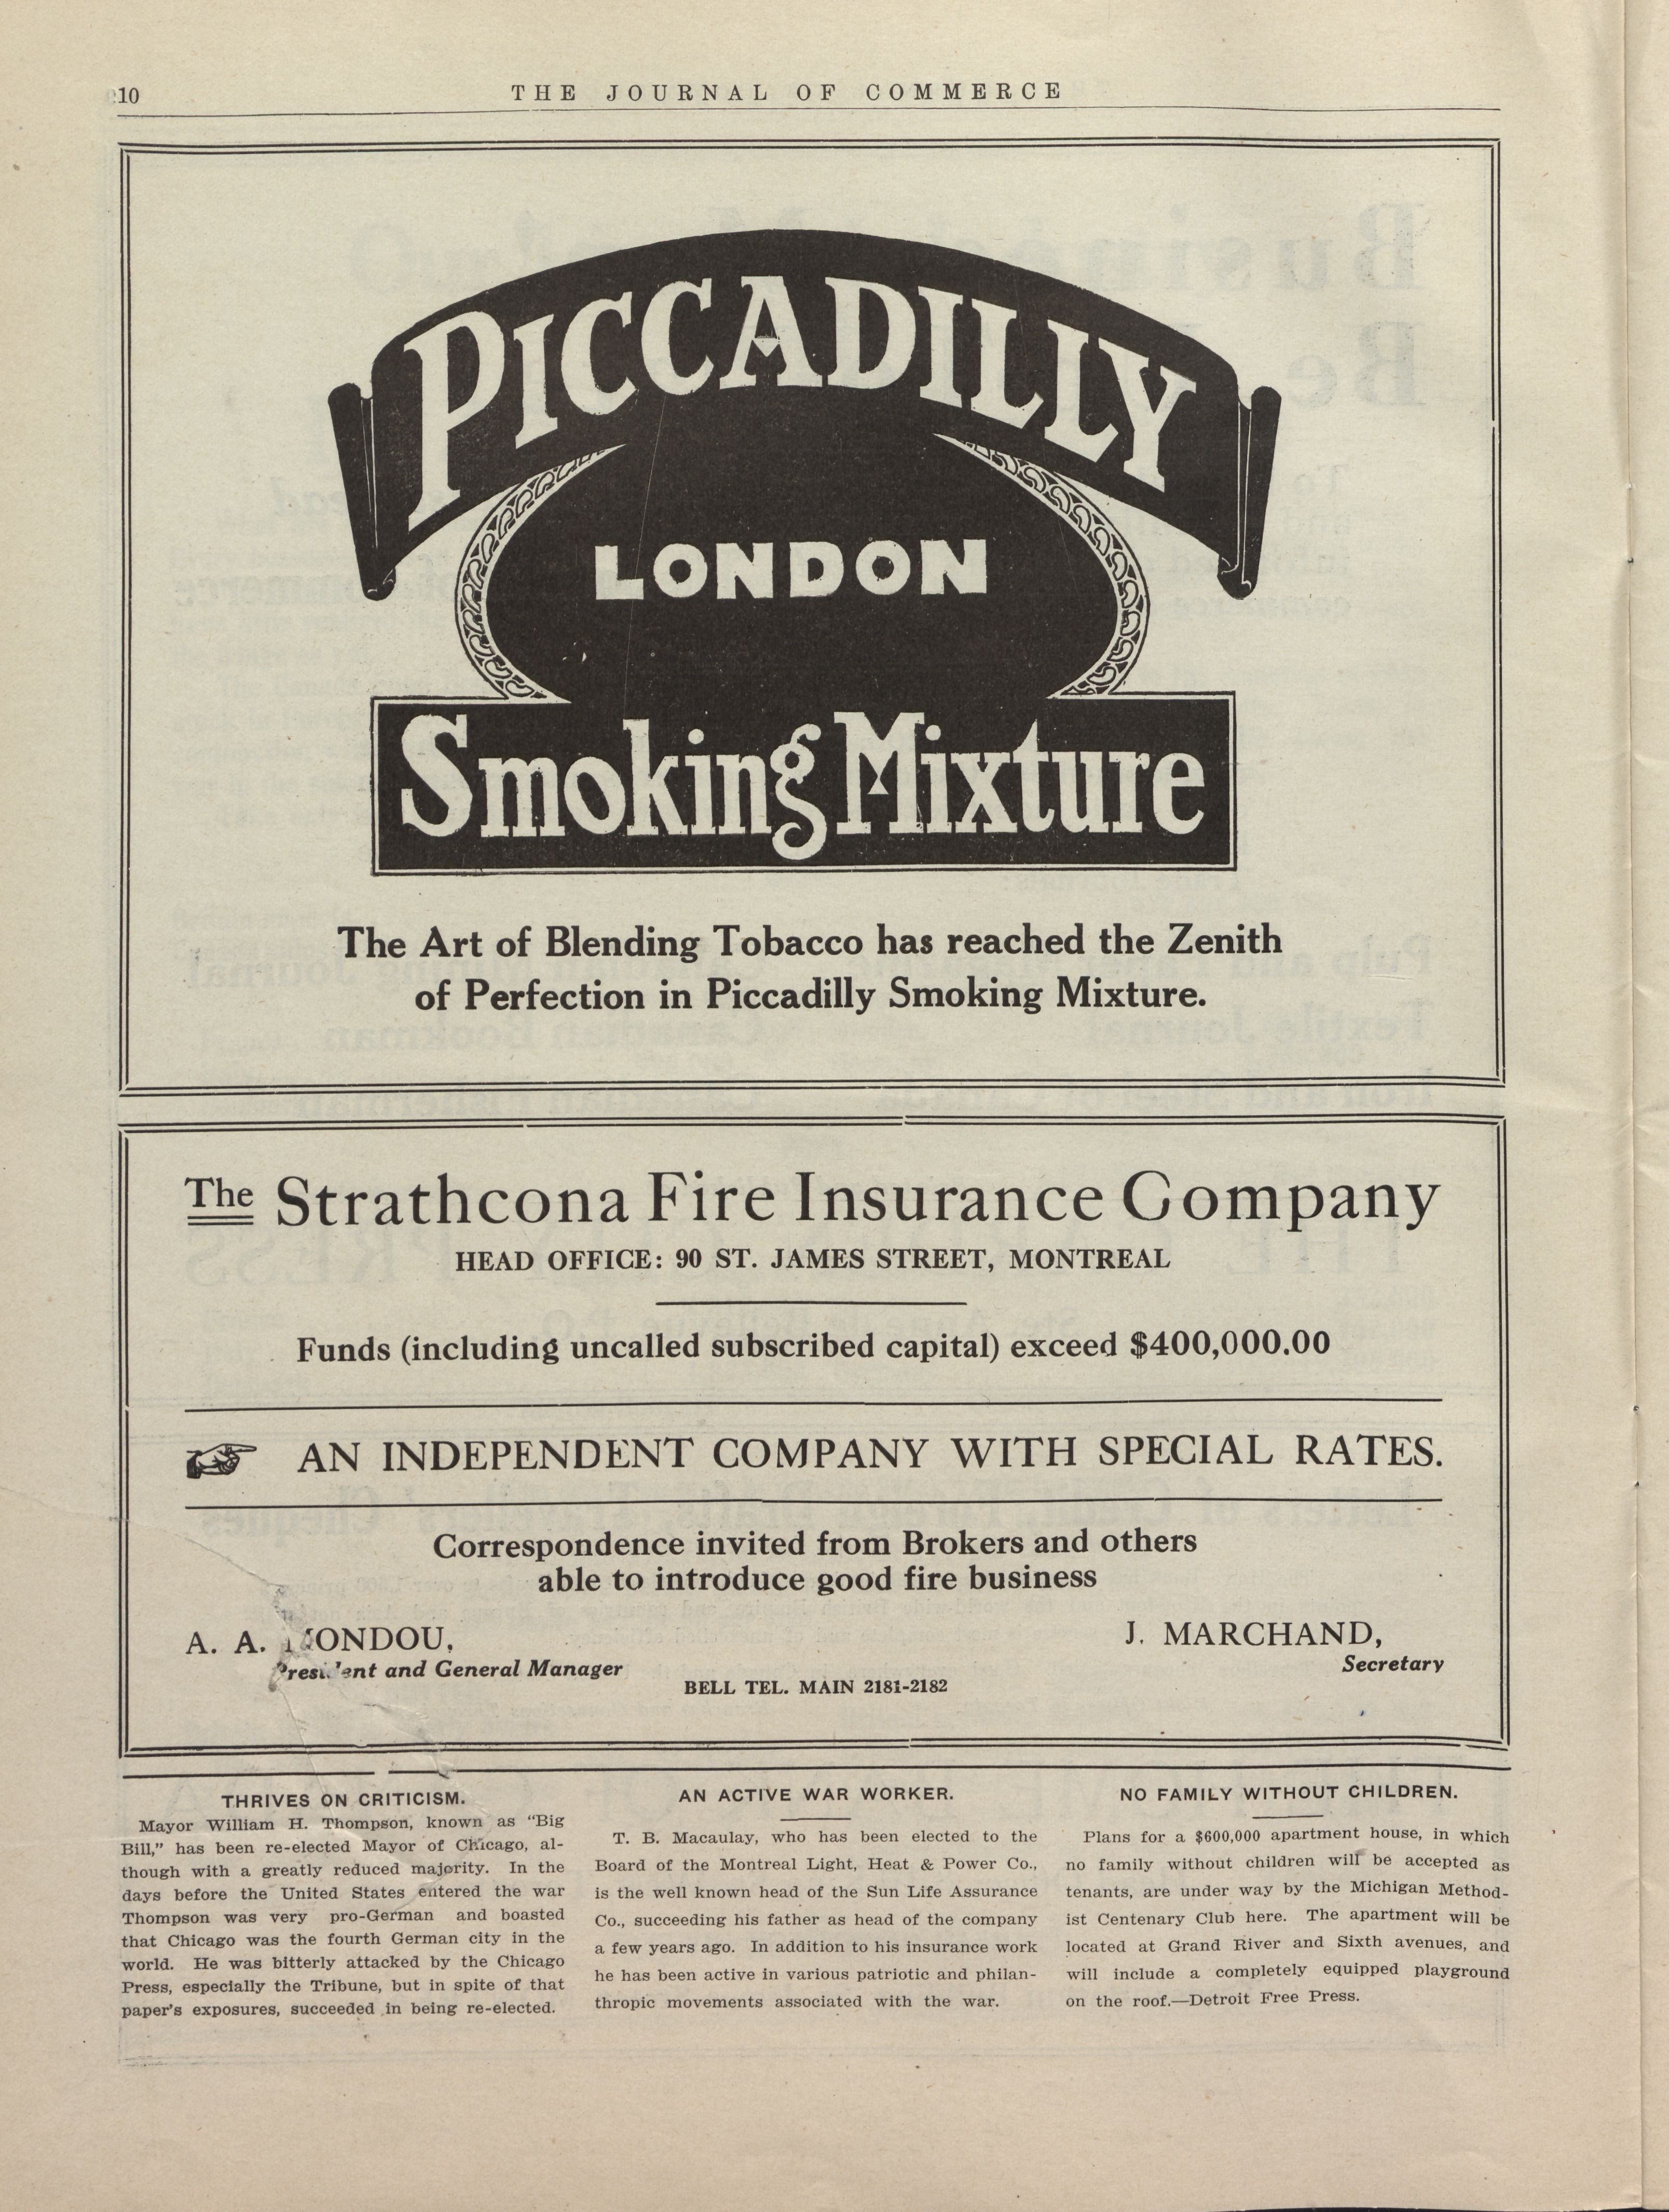 10
THE JOURNAL OF COMMERCE
PICCADILLY
LONDON
Smoking Mixture
The Art of Blending Tobacco has reached the Zenith
of Perfection in Piccadilly Smoking Mixture.
The Strathcona Fire Insurance Company
HEAD OFFICE: 90 ST. JAMES STREET, MONTREAL
Funds (including uncalled subscribed capital) exceed $400,000.00
AN INDEPENDENT COMPANY WITH SPECIAL RATES.
Correspondence invited from Brokers and others
able to introduce good fire business
A. A. MONDOU,
President and General Manager
J. MARCHAND,
Secretary
BELL TEL. MAIN 2181-2182
THRIVES ON CRITICISM.
Mayor William H. Thompson, known as "Big
Bill," has been re-elected Mayor of Chicago, al-
though with a greatly reduced majority. In the
days before the United States entered the war
Thompson was very pro-German and boasted
that Chicago was the fourth German city in the
world. He was bitterly attacked by the Chicago
Press, especially the Tribune, but in spite of that
paper's exposures, succeeded in being re-elected.
AN ACTIVE WAR WORKER.
T. B. Macaulay, who has been elected to the
Board of the Montreal Light, Heat & Power Co.,
is the well known head of the Sun Life Assurance
Co., succeeding his father as head of the company
a few years ago. In addition to his insurance work
he has been active in various patriotic and philan-
thropic movements associated with the war.
NO FAMILY WITHOUT CHILDREN.
Plans for a $600,000 apartment house, in which
no family without children will be accepted as
tenants, are under way by the Michigan Method-
ist Centenary Club here. The apartment will be
located at Grand River and Sixth avenues, and
will include a completely equipped playground
on the roof.—Detroit Free Press.